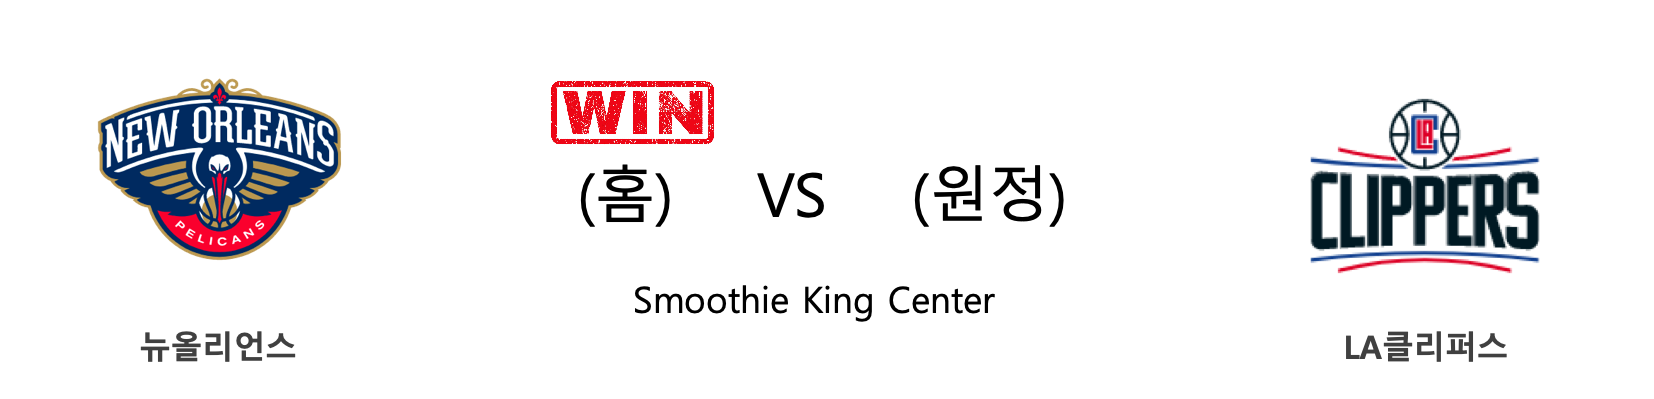 WIN
NEW ORLEANS
PELICANS
(홈) VS (원정)
LA
CLIPPERS
Smoothie King Center
뉴올리언스
LA클리퍼스